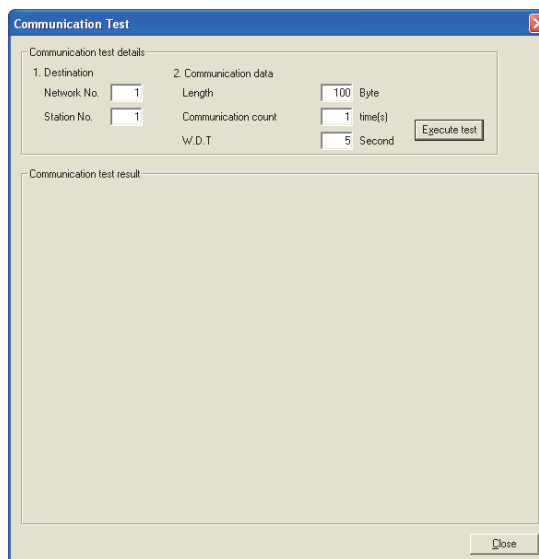 Communication Test
Communication test details
1. Destination
2. Communication data
Network No. 1
Length 100 Byte
Station No. 1
Communication count 1 time(s)
W.D.T 5 Second
Execute test
Communication test result
Close